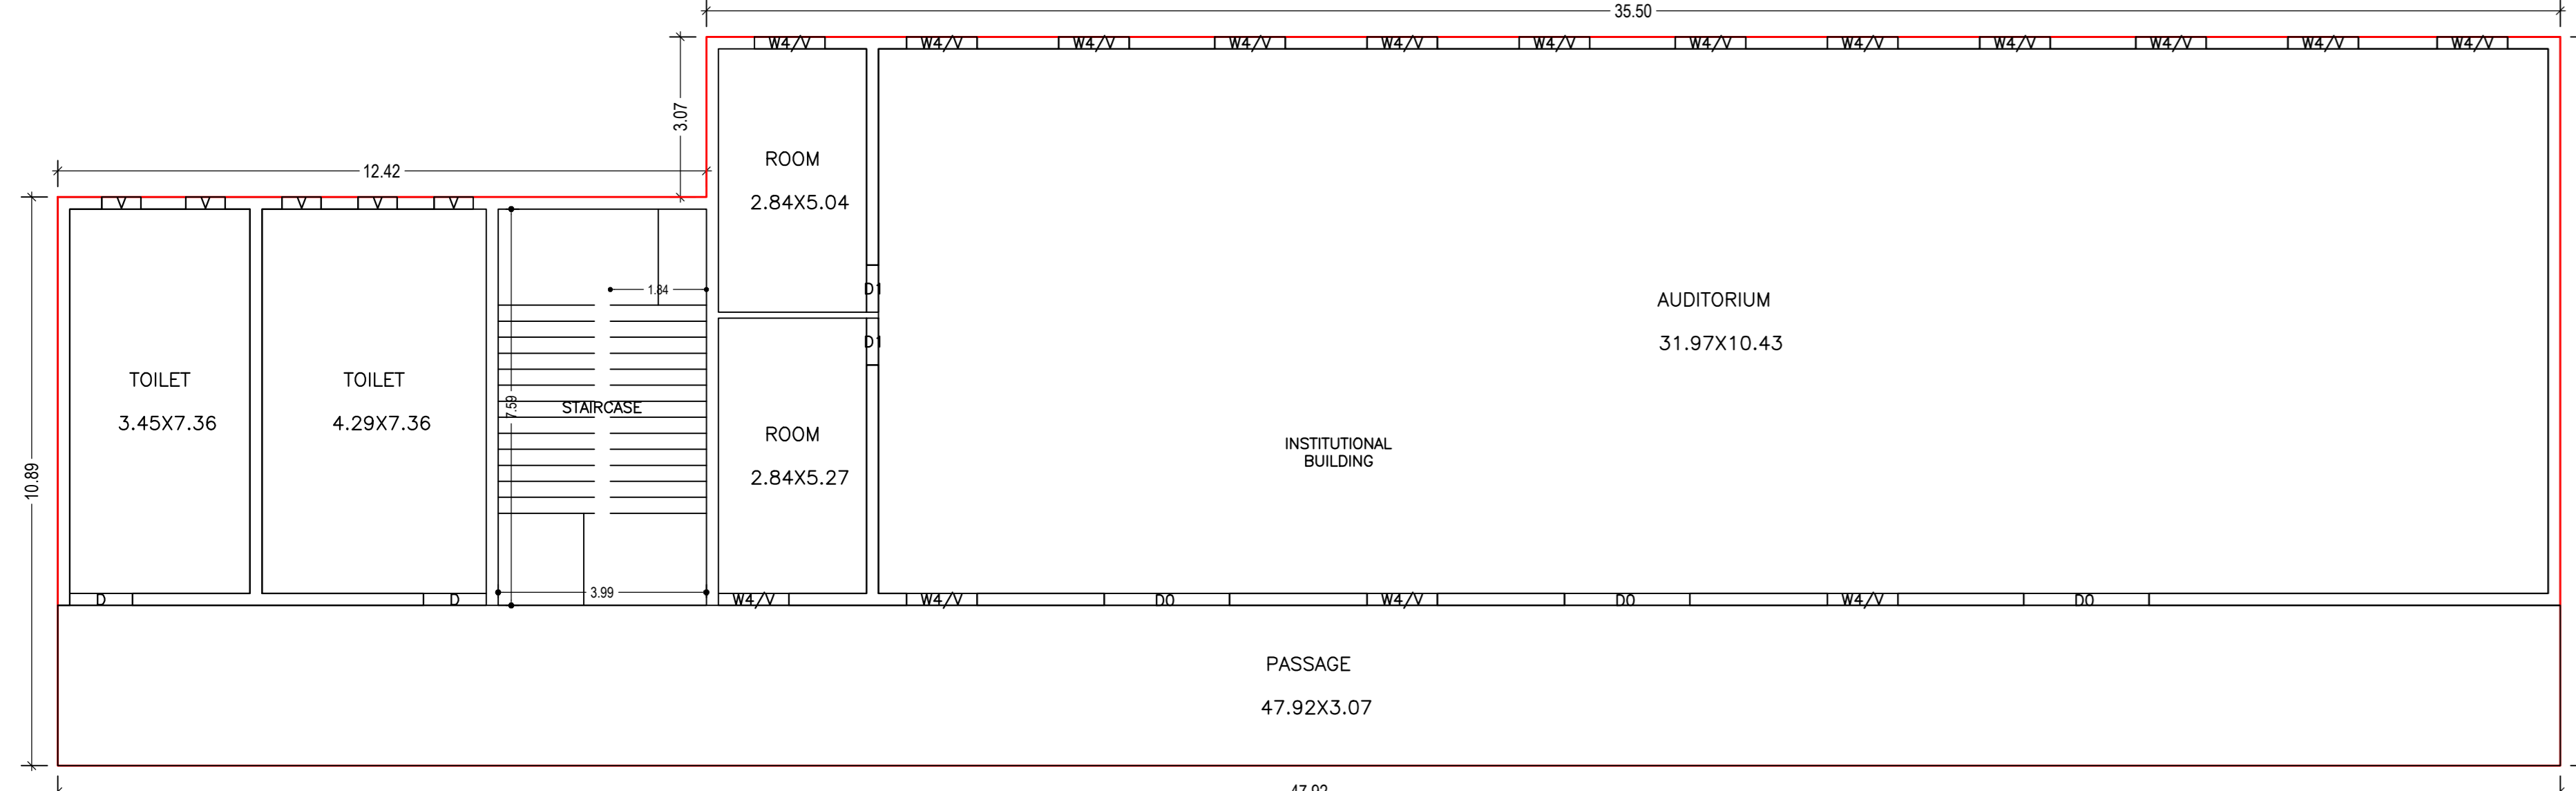 35.50
W4/V W4/V W4/V W4/V W4/V W4/V W4/V W4/V W4/V W4/V W4/V W4/V
3.07
ROOM
2.84X5.04
12.42
V V V V V
1.84
D1
AUDITORIUM
31.97X10.43
D1
TOILET
3.45X7.36
TOILET
4.29X7.36
7.59
STAIRCASE
ROOM
2.84X5.27
INSTITUTIONAL
BUILDING
10.89
3.99
D D W4/V W4/V DO W4/V DO W4/V DO
PASSAGE
47.92X3.07
47.92